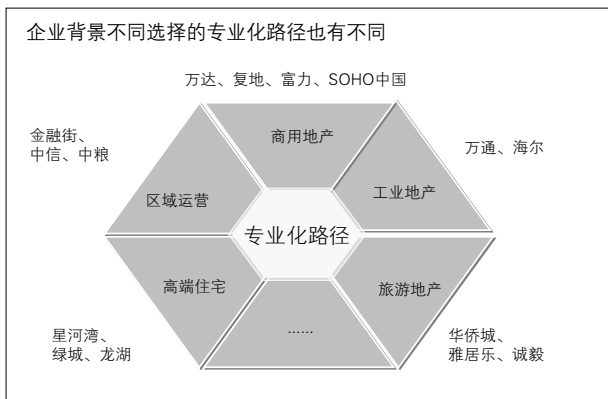 企业背景不同选择的专业化路径也有不同
万达、复地、富力、SOHO中国
金融街、
中信、中粮
商用地产
万通、海尔
区域运营
工业地产
专业化路径
高端住宅
旅游地产
......
星河湾、
绿城、龙湖
华侨城、
雅居乐、诚毅